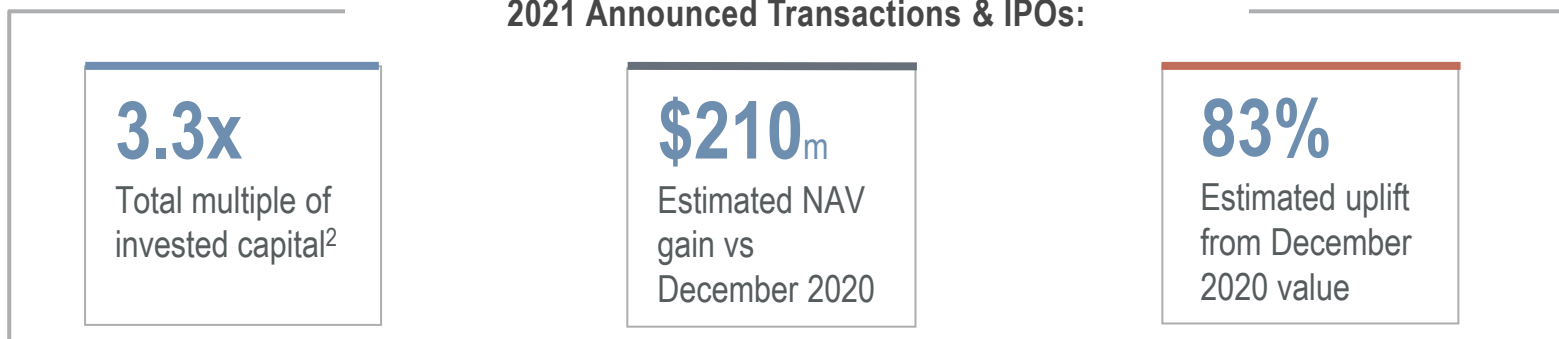 2021 Announced Transactions & IPOs:
3.3x
Total multiple of
invested capital2
$210m
Estimated NAV
gain vs
December 2020
83%
Estimated uplift
from December
2020 value